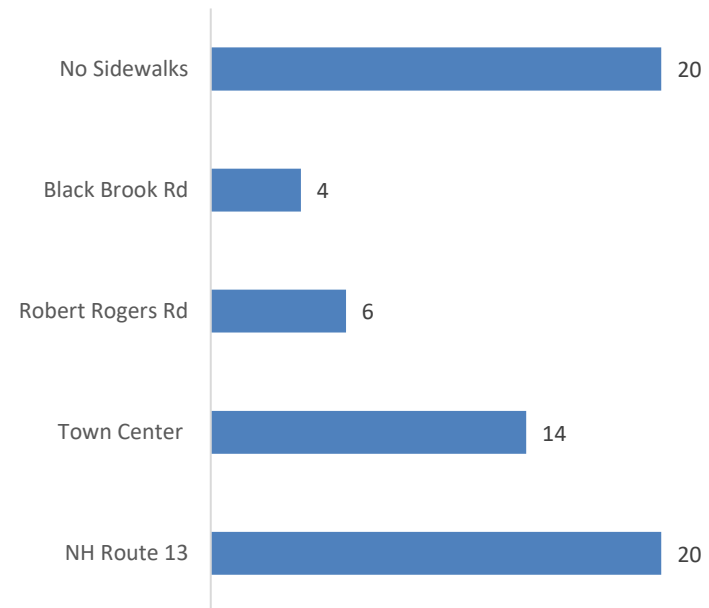 No Sidewalks 20
Black Brook Rd 4
Robert Rogers Rd 6
Town Center 14
NH Route 13 20